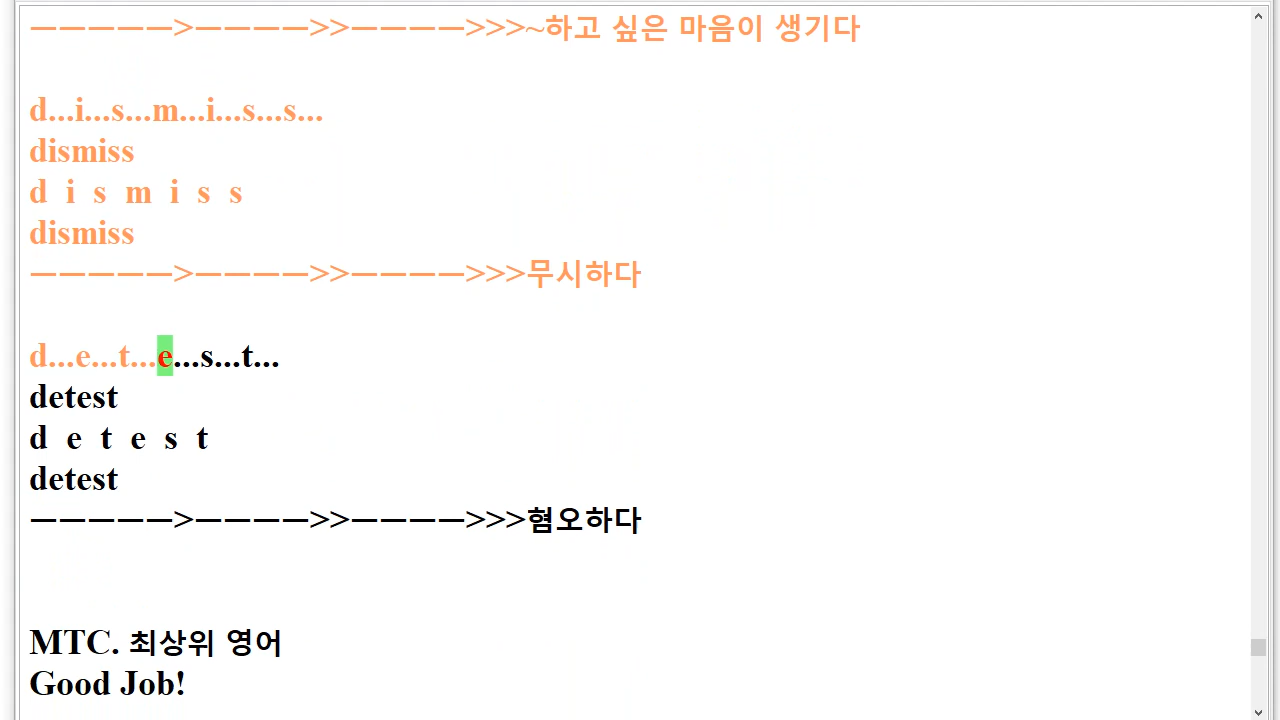 —————>————>>————>>>~하고 싶은 마음이 생기다
d...i...s...m...i...s...s...
dismiss
d i s m i s s
dismiss
—————>————>>————>>>무시하다
d...e...t...e...s...t...
detest
d e t e s t
detest
—————>————>>————>>>혐오하다
MTC. 최상위 영어
Good Job!